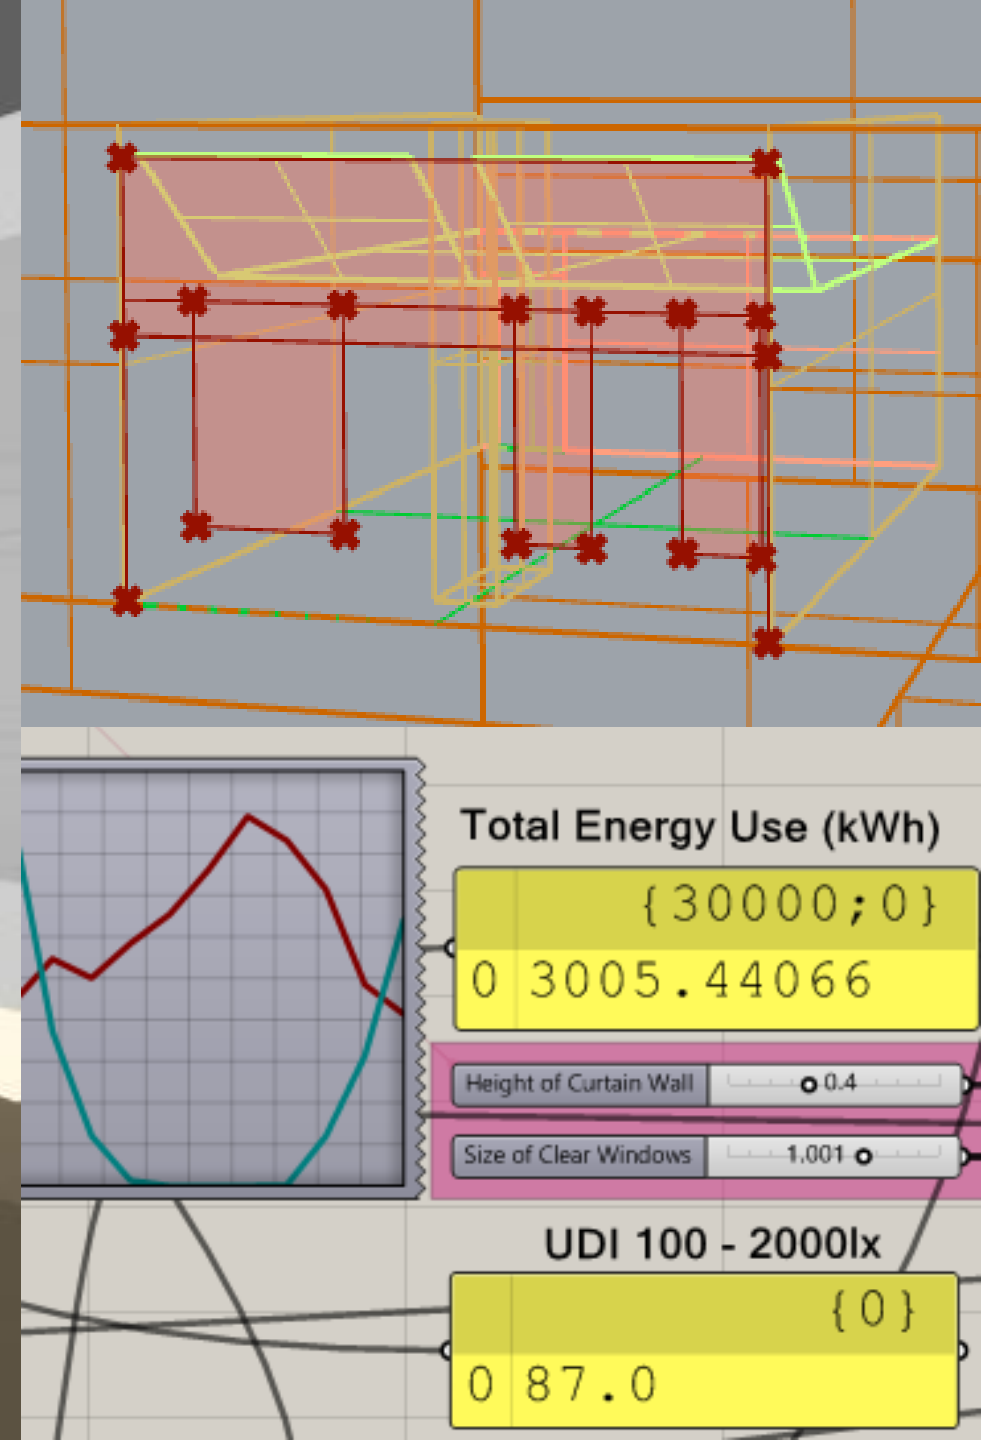 Total Energy Use (kWh)
{30000;0}
0 3005.44066
Height of Curtain Wall 0.4
Size of Clear Windows 1.001
UDI 100 - 2000lx
{0}
0 87.0